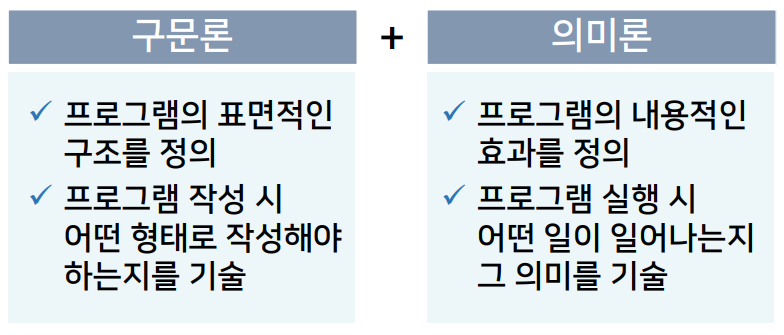 구문론
+
의미론
✓ 프로그램의 표면적인
구조를 정의
✓ 프로그램 작성 시
어떤 형태로 작성해야
하는지를 기술
✓ 프로그램의 내용적인
효과를 정의
✓ 프로그램 실행 시
어떤 일이 일어나는지
그 의미를 기술